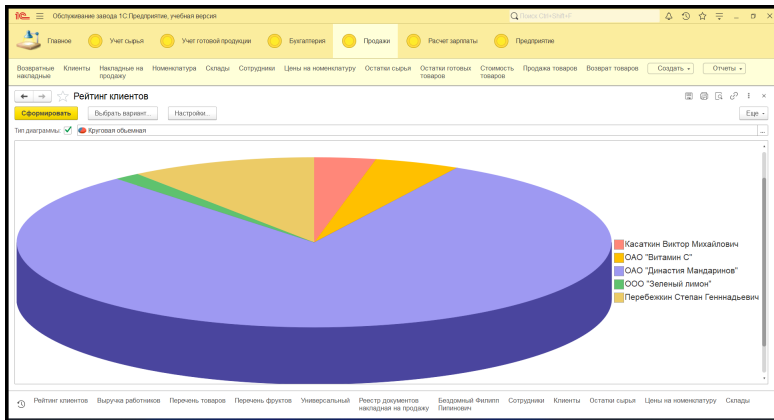 1С Обслуживание завода 1С:Предприятие, учебная версия Поиск Ctrl+Shift+F
Главное Учет сырья Учет готовой продукции Бухгалтерия Продажи Расчет зарплаты Предприятие
Возвратные накладные Клиенты Накладные на продажу Номенклатура Склады Сотрудники Цены на номенклатуру Остатки сырья Остатки готовых товаров Стоимость товаров Продажа товаров Возврат товаров Создать Отчеты
Рейтинг клиентов
Сформировать Выбрать вариант... Настройки... Еще
Тип диаграммы: Круговая объемная ...
Касаткин Виктор Михайлович
ОАО "Витамин С"
ОАО "Династия Мандаринов"
ООО "Зеленый лимон"
Перебежкин Степан Генннадьевич
Рейтинг клиентов Выручка работников Перечень товаров Перечень фруктов Универсальный Реестр документов накладная на продажу Бездомный Филипп Пипинович Сотрудники Клиенты Остатки сырья Цены на номенклатуру Склады